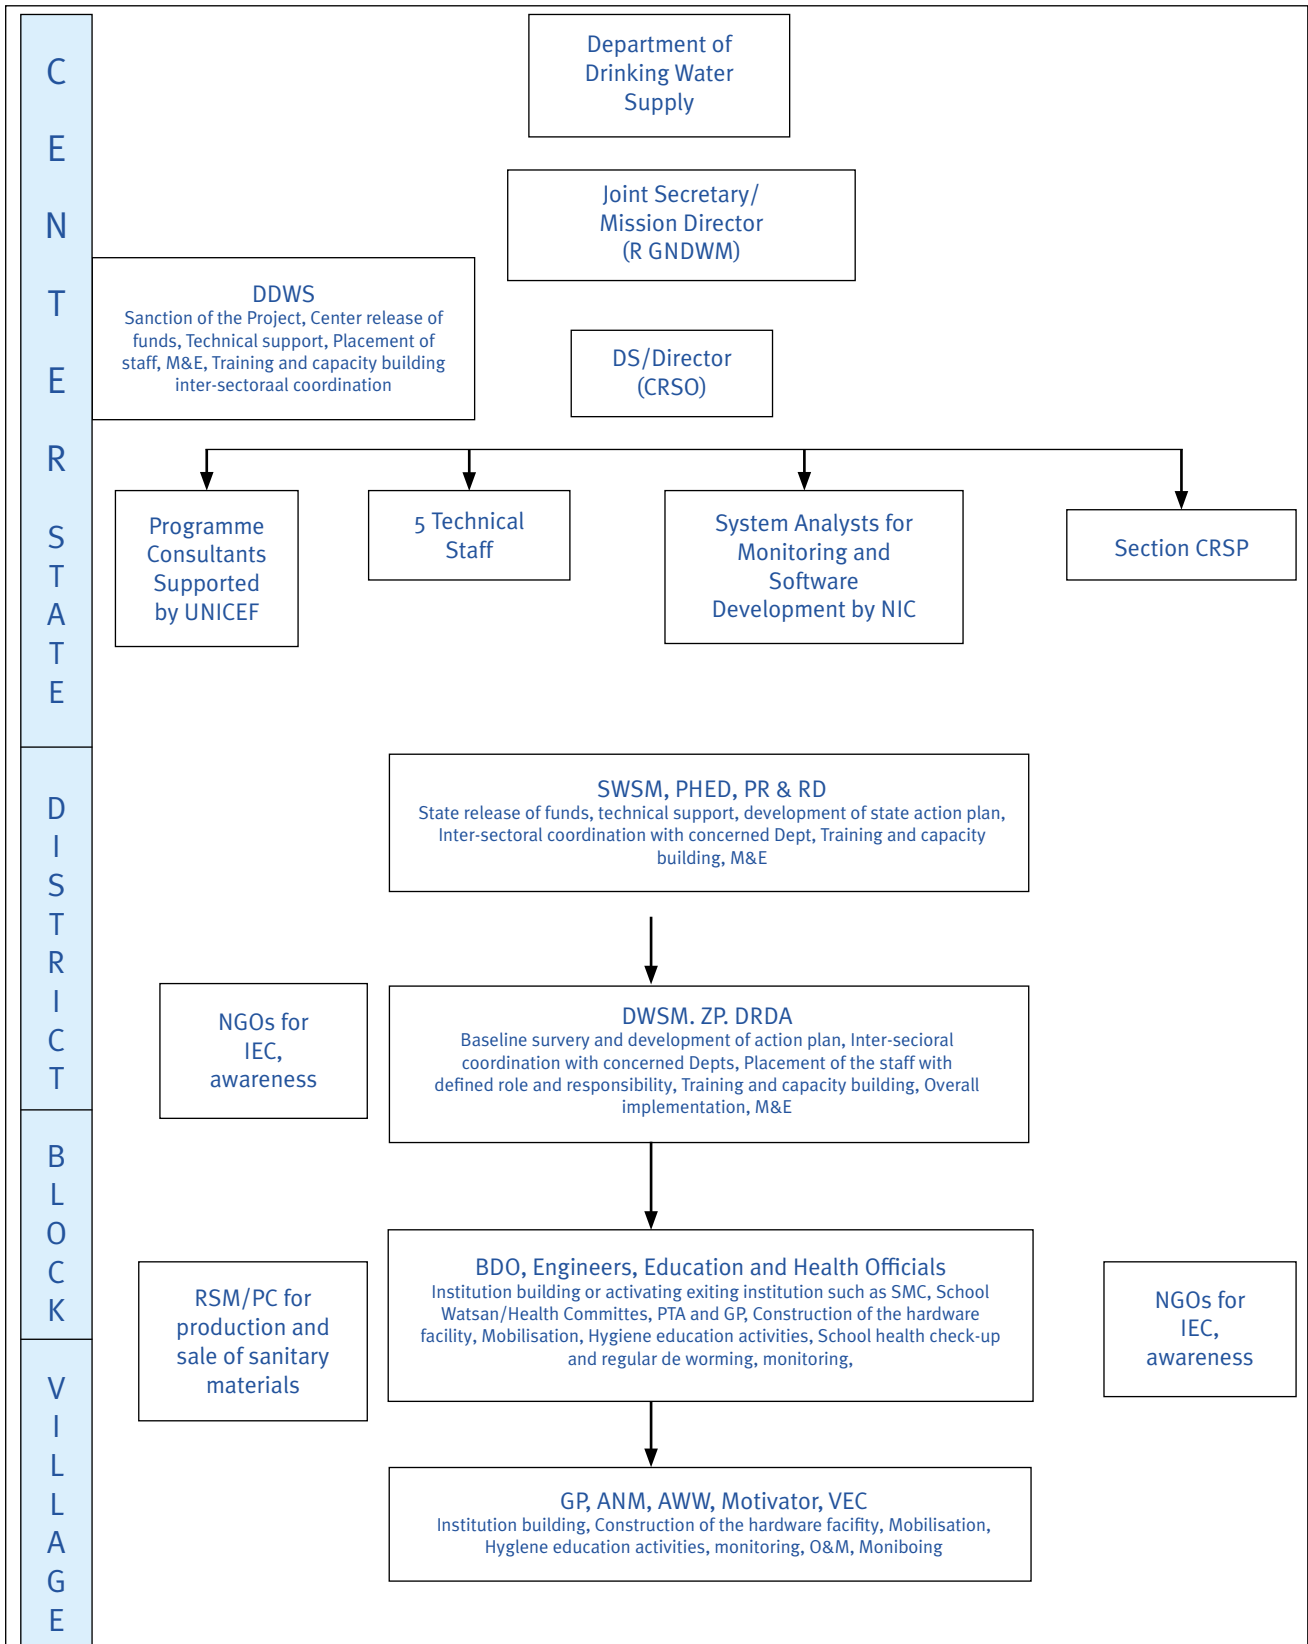 CENTER STATE
Department of
Drinking Water
Supply
Joint Secretary/
Mission Director
(R GNDWM)
DDWS
Sanction of the Project, Center release of
funds, Technical support, Placement of
staff, M&E, Training and capacity building
inter-sectoraal coordination
DS/Director
(CRSO)
Programme
Consultants
Supported
by UNICEF
5 Technical
Staff
System Analysts for
Monitoring and
Software
Development by NIC
Section CRSP
DISTRICT
SWSM, PHED, PR & RD
State release of funds, technical support, development of state action plan,
Inter-sectoral coordination with concerned Dept, Training and capacity
building, M&E
NGOs for
IEC,
awareness
DWSM. ZP. DRDA
Baseline survery and development of action plan, Inter-secioral
coordination with concerned Depts, Placement of the staff with
defined role and responsibility, Training and capacity building, Overall
implementation, M&E
BLOCK
RSM/PC for
production and
sale of sanitary
materials
BDO, Engineers, Education and Health Officials
Institution building or activating exiting institution such as SMC, School
Watsan/Health Committes, PTA and GP, Construction of the hardware
facility, Mobilisation, Hygiene education activities, School health check-up
and regular de worming, monitoring,
NGOs for
IEC,
awareness
VILLAGE
GP, ANM, AWW, Motivator, VEC
Institution building, Construction of the hardware facifity, Mobilisation,
Hyglene education activities, monitoring, O&M, Moniboing